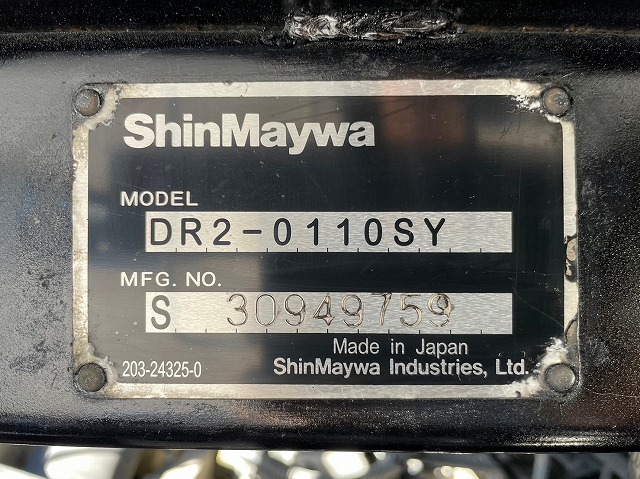 ShinMaywa
MODEL
DR2-0110SY
MFG. NO.
S 30949759
Made in Japan
203-24325-0 ShinMaywa Industries, Ltd.